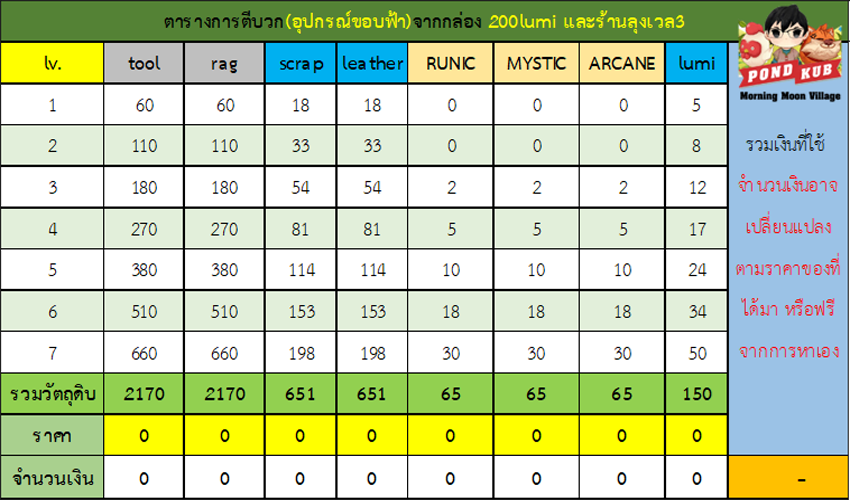 ตารางการตีบวก(อุปกรณ์ขอบฟ้า)จากกล่อง 200lumi และร้านลุงเวล3
POND KUB
Morning Moon Village
lv. tool rag scrap leather RUNIC MYSTIC ARCANE lumi
1 60 60 18 18 0 0 0 5
2 110 110 33 33 0 0 0 8
3 180 180 54 54 2 2 2 12
4 270 270 81 81 5 5 5 17
5 380 380 114 114 10 10 10 24
6 510 510 153 153 18 18 18 34
7 660 660 198 198 30 30 30 50
รวมวัตถุดิบ 2170 2170 651 651 65 65 65 150
ราคา 0 0 0 0 0 0 0 0
จำนวนเงิน 0 0 0 0 0 0 0 0
รวมเงินที่ใช้
จำนวนเงินอาจ
เปลี่ยนแปลง
ตามราคาของที่
ได้มา หรือฟรี
จากการหาเอง
-